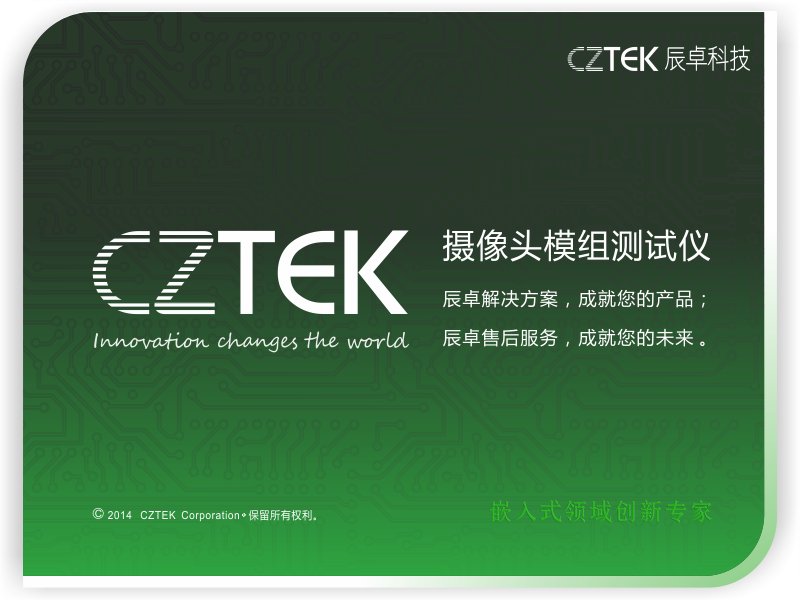 CZTEK 辰卓科技
CZTEK
Innovation changes the world
摄像头模组测试仪
辰卓解决方案，成就您的产品；
辰卓售后服务，成就您的未来。
© 2014 CZTEK Corporation。保留所有权利。
嵌入式领域创新专家